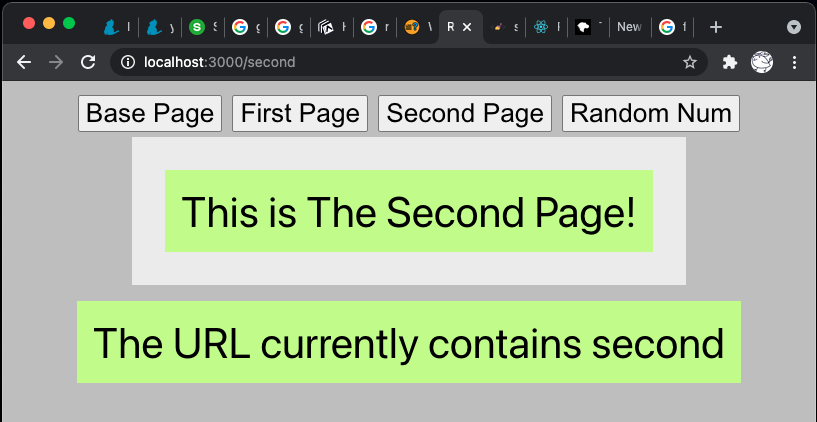 R
New
localhost:3000/second
Base Page First Page Second Page Random Num
This is The Second Page!
The URL currently contains second